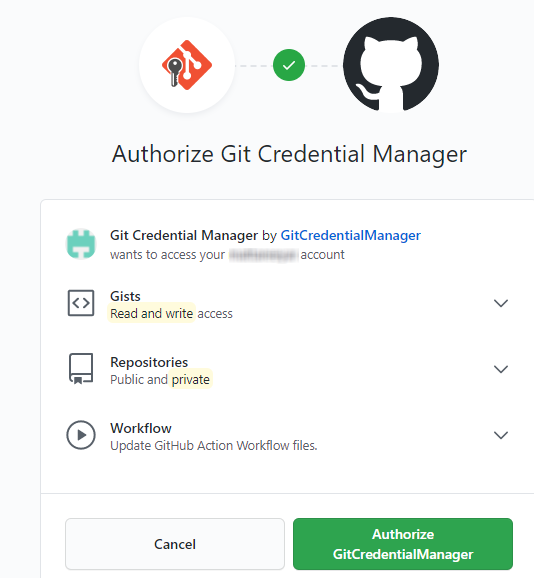 Authorize Git Credential Manager
Git Credential Manager by GitCredentialManager
wants to access your account
Gists
Read and write access
Repositories
Public and private
Workflow
Update GitHub Action Workflow files.
Cancel
Authorize
GitCredentialManager